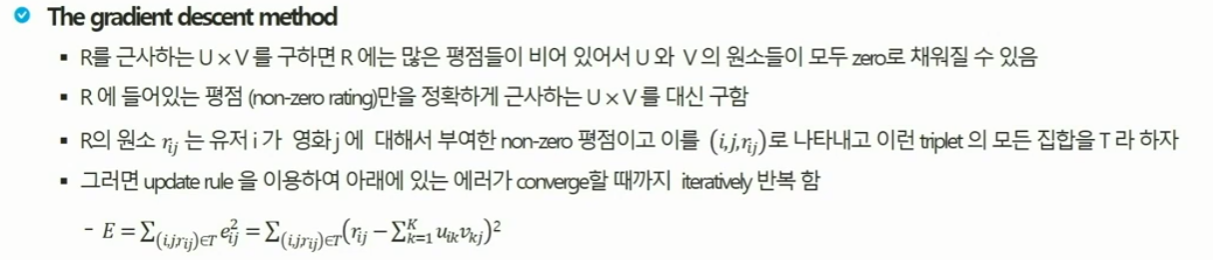 The gradient descent method
▪ R를 근사하는 U × V 를 구하면 R 에는 많은 평점들이 비어 있어서 U 와 V 의 원소들이 모두 zero로 채워질 수 있음
▪ R 에 들어있는 평점 (non-zero rating)만을 정확하게 근사하는 U × V 를 대신 구함
▪ R의 원소 r_{ij} 는 유저 i 가 영화 j 에 대해서 부여한 non-zero 평점이고 이를 (i,j,r_{ij})로 나타내고 이런 triplet 의 모든 집합을 T 라 하자
▪ 그러면 update rule 을 이용하여 아래에 있는 에러가 converge할 때까지 iteratively 반복 함
- E = ∑_{(i,j,r_{ij})∈T} e_{ij}^2 = ∑_{(i,j,r_{ij})∈T} (r_{ij} − ∑_{k=1}^{K} u_{ik}v_{kj})^2